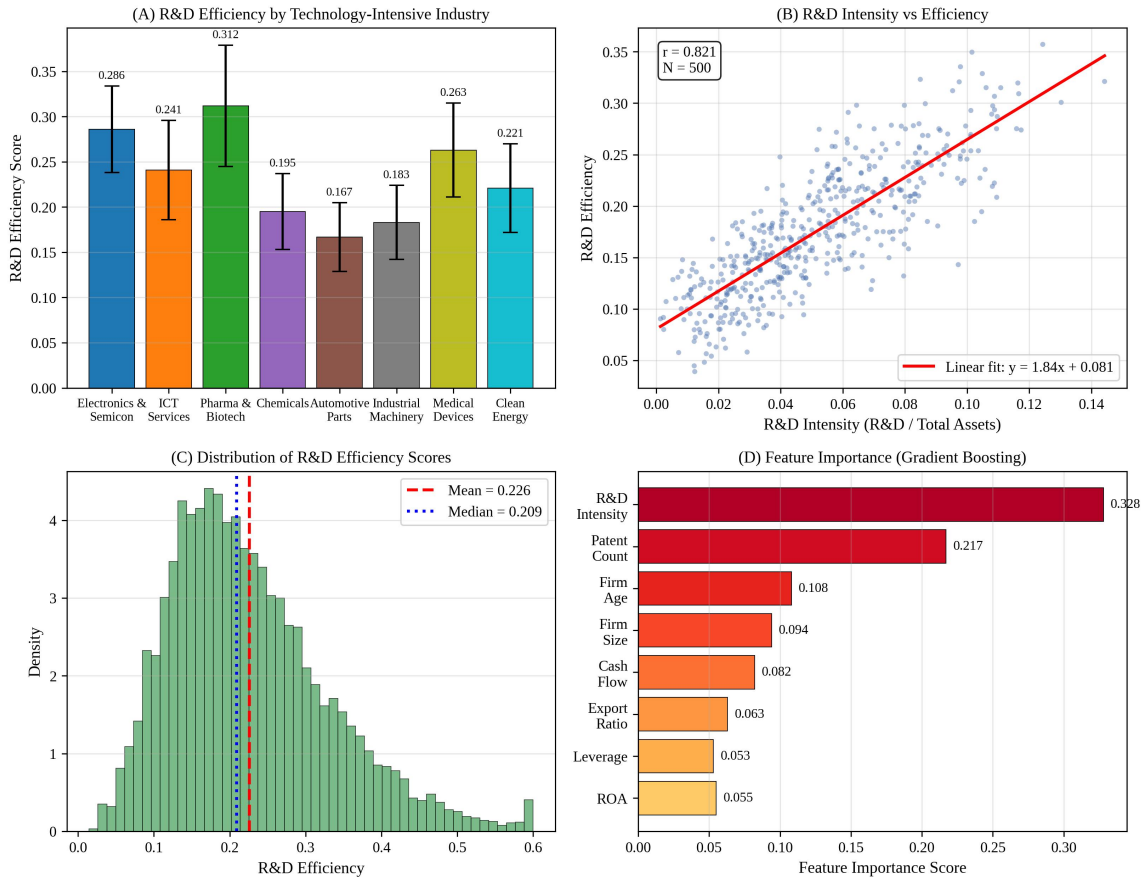 (A) R&D Efficiency by Technology-Intensive Industry
R&D Efficiency Score
0.35
0.30
0.25
0.20
0.15
0.10
0.05
0.00
0.286
0.241
0.312
0.195
0.167
0.183
0.263
0.221
Electronics &
Semicon
ICT
Services
Pharma &
Biotech
Chemicals
Automotive
Parts
Industrial
Machinery
Medical
Devices
Clean
Energy
(B) R&D Intensity vs Efficiency
r = 0.821
N = 500
R&D Efficiency
0.35
0.30
0.25
0.20
0.15
0.10
0.05
Linear fit: y = 1.84x + 0.081
0.00
0.02
0.04
0.06
0.08
0.10
0.12
0.14
R&D Intensity (R&D / Total Assets)
(C) Distribution of R&D Efficiency Scores
Mean = 0.226
Median = 0.209
Density
4
3
2
1
0
0.0
0.1
0.2
0.3
0.4
0.5
0.6
R&D Efficiency
(D) Feature Importance (Gradient Boosting)
R&D
Intensity
0.328
Patent
Count
0.217
Firm
Age
0.108
Firm
Size
0.094
Cash
Flow
0.082
Export
Ratio
0.063
Leverage
0.053
ROA
0.055
0.00
0.05
0.10
0.15
0.20
0.25
0.30
Feature Importance Score